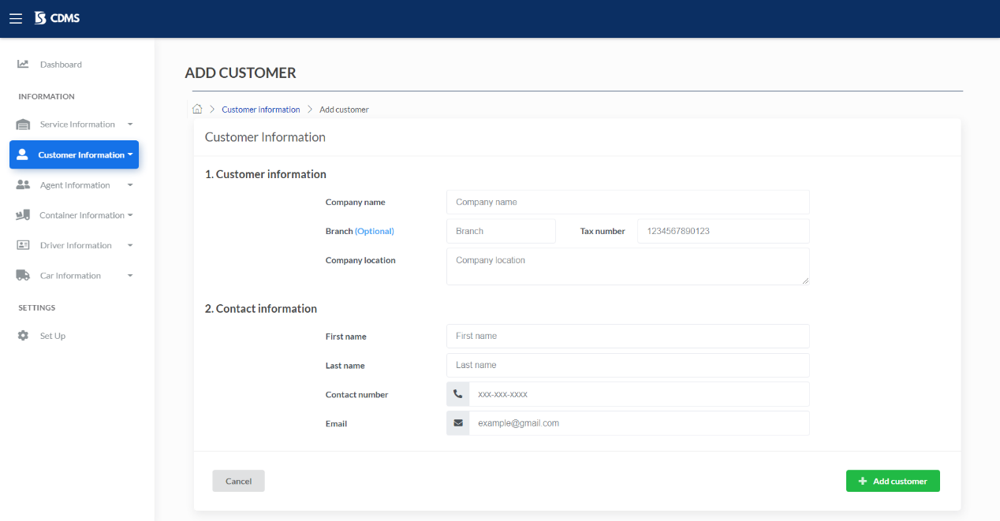 CDMS
Dashboard
INFORMATION
Service Information
Customer Information
Agent Information
Container Information
Driver Information
Car Information
SETTINGS
Set Up
ADD CUSTOMER
Customer information > Add customer
Customer Information
1. Customer information
Company name Company name
Branch (Optional) Branch Tax number 1234567890123
Company location Company location
2. Contact information
First name First name
Last name Last name
Contact number xxx-xxx-xxxx
Email example@gmail.com
Cancel + Add customer